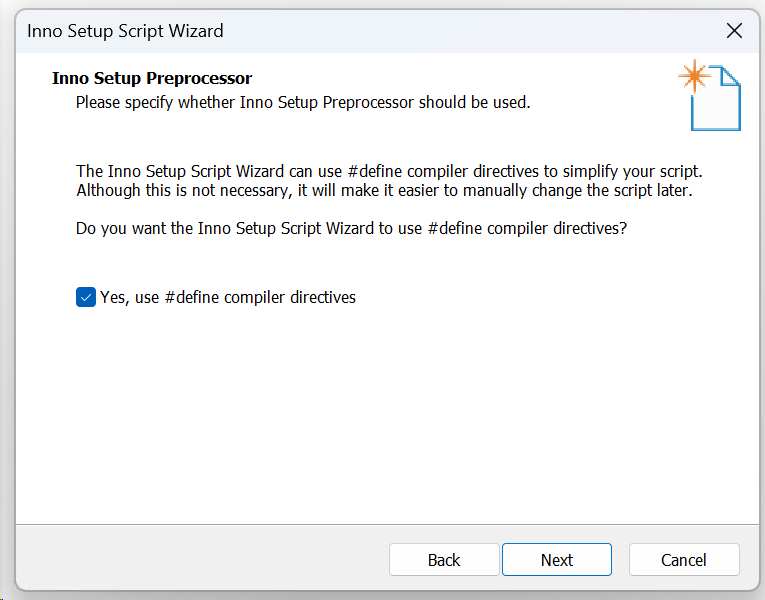 Inno Setup Script Wizard
Inno Setup Preprocessor
Please specify whether Inno Setup Preprocessor should be used.
The Inno Setup Script Wizard can use #define compiler directives to simplify your script.
Although this is not necessary, it will make it easier to manually change the script later.
Do you want the Inno Setup Script Wizard to use #define compiler directives?
Yes, use #define compiler directives
Back Next Cancel